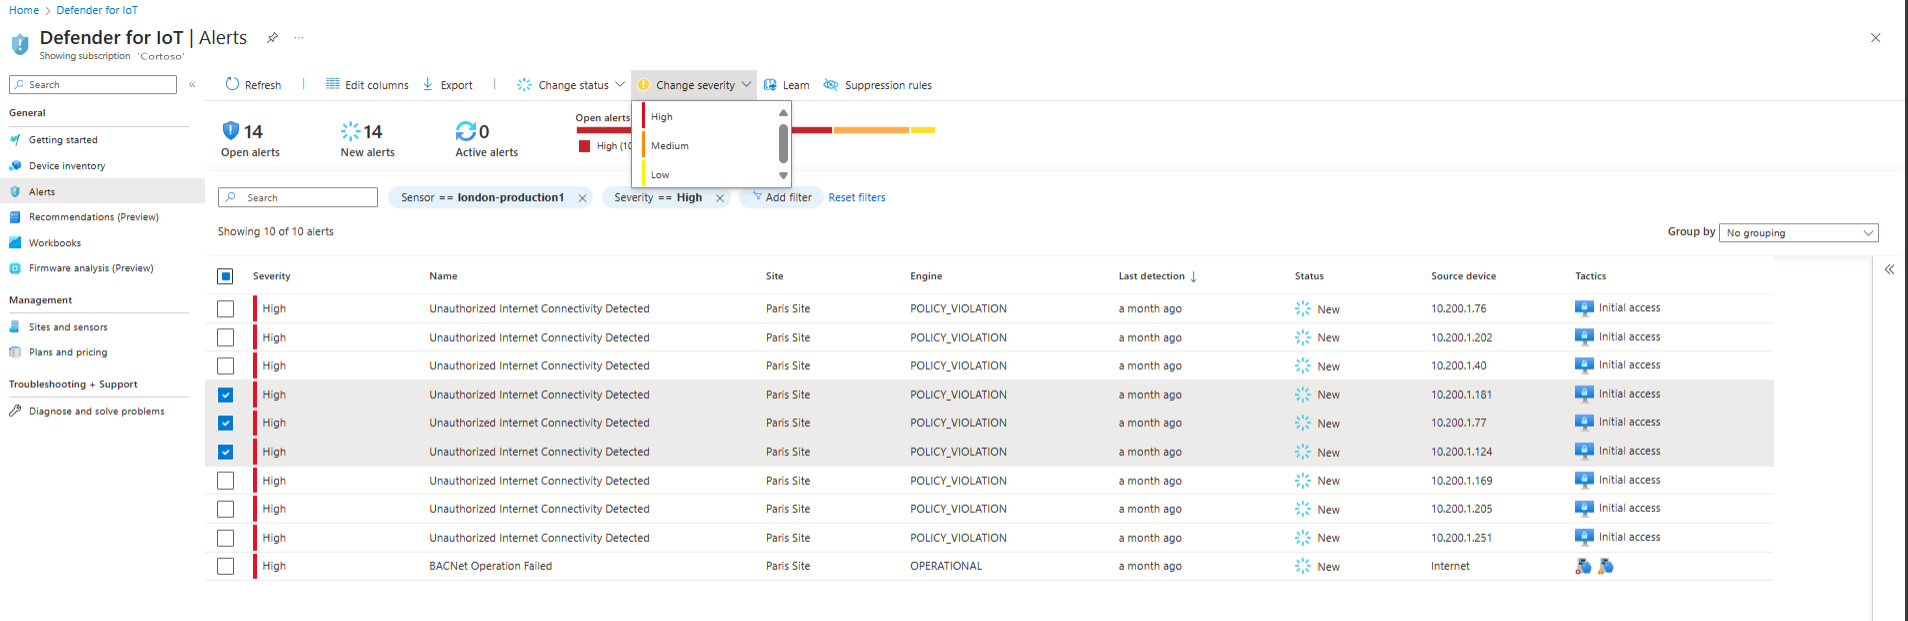 Home > Defender for IoT
Defender for IoT | Alerts ...
Showing subscription 'Cortoso'
Search «
General
Getting started
Device inventory
Alerts
Recommendations (Preview)
Workbooks
Firmware analysis (Preview)
Management
Sites and sensors
Plans and pricing
Troubleshooting + Support
Diagnose and solve problems
Refresh | Edit columns Export | Change status Change severity Learn Suppression rules
High
Medium
Low
14
Open alerts
14
New alerts
0
Active alerts
Open alerts
High (10
Search Sensor == london-production1 Severity == High Add filter Reset filters
Showing 10 of 10 alerts
Group by No grouping
Severity Name Site Engine Last detection ↓ Status Source device Tactics
High Unauthorized Internet Connectivity Detected Paris Site POLICY_VIOLATION a month ago New 10.200.1.76 Initial access
High Unauthorized Internet Connectivity Detected Paris Site POLICY_VIOLATION a month ago New 10.200.1.202 Initial access
High Unauthorized Internet Connectivity Detected Paris Site POLICY_VIOLATION a month ago New 10.200.1.40 Initial access
High Unauthorized Internet Connectivity Detected Paris Site POLICY_VIOLATION a month ago New 10.200.1.181 Initial access
High Unauthorized Internet Connectivity Detected Paris Site POLICY_VIOLATION a month ago New 10.200.1.77 Initial access
High Unauthorized Internet Connectivity Detected Paris Site POLICY_VIOLATION a month ago New 10.200.1.124 Initial access
High Unauthorized Internet Connectivity Detected Paris Site POLICY_VIOLATION a month ago New 10.200.1.169 Initial access
High Unauthorized Internet Connectivity Detected Paris Site POLICY_VIOLATION a month ago New 10.200.1.205 Initial access
High Unauthorized Internet Connectivity Detected Paris Site POLICY_VIOLATION a month ago New 10.200.1.251 Initial access
High BACNet Operation Failed Paris Site OPERATIONAL a month ago New Internet